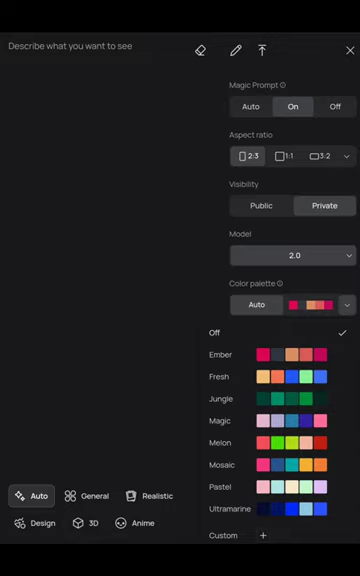 Describe what you want to see
Magic Prompt
Auto On Off
Aspect ratio
2:3 1:1 3:2
Visibility
Public Private
Model
2.0
Color palette
Auto
Off
Ember
Fresh
Jungle
Magic
Melon
Mosaic
Pastel
Ultramarine
Custom +
Auto General Realistic
Design 3D Anime